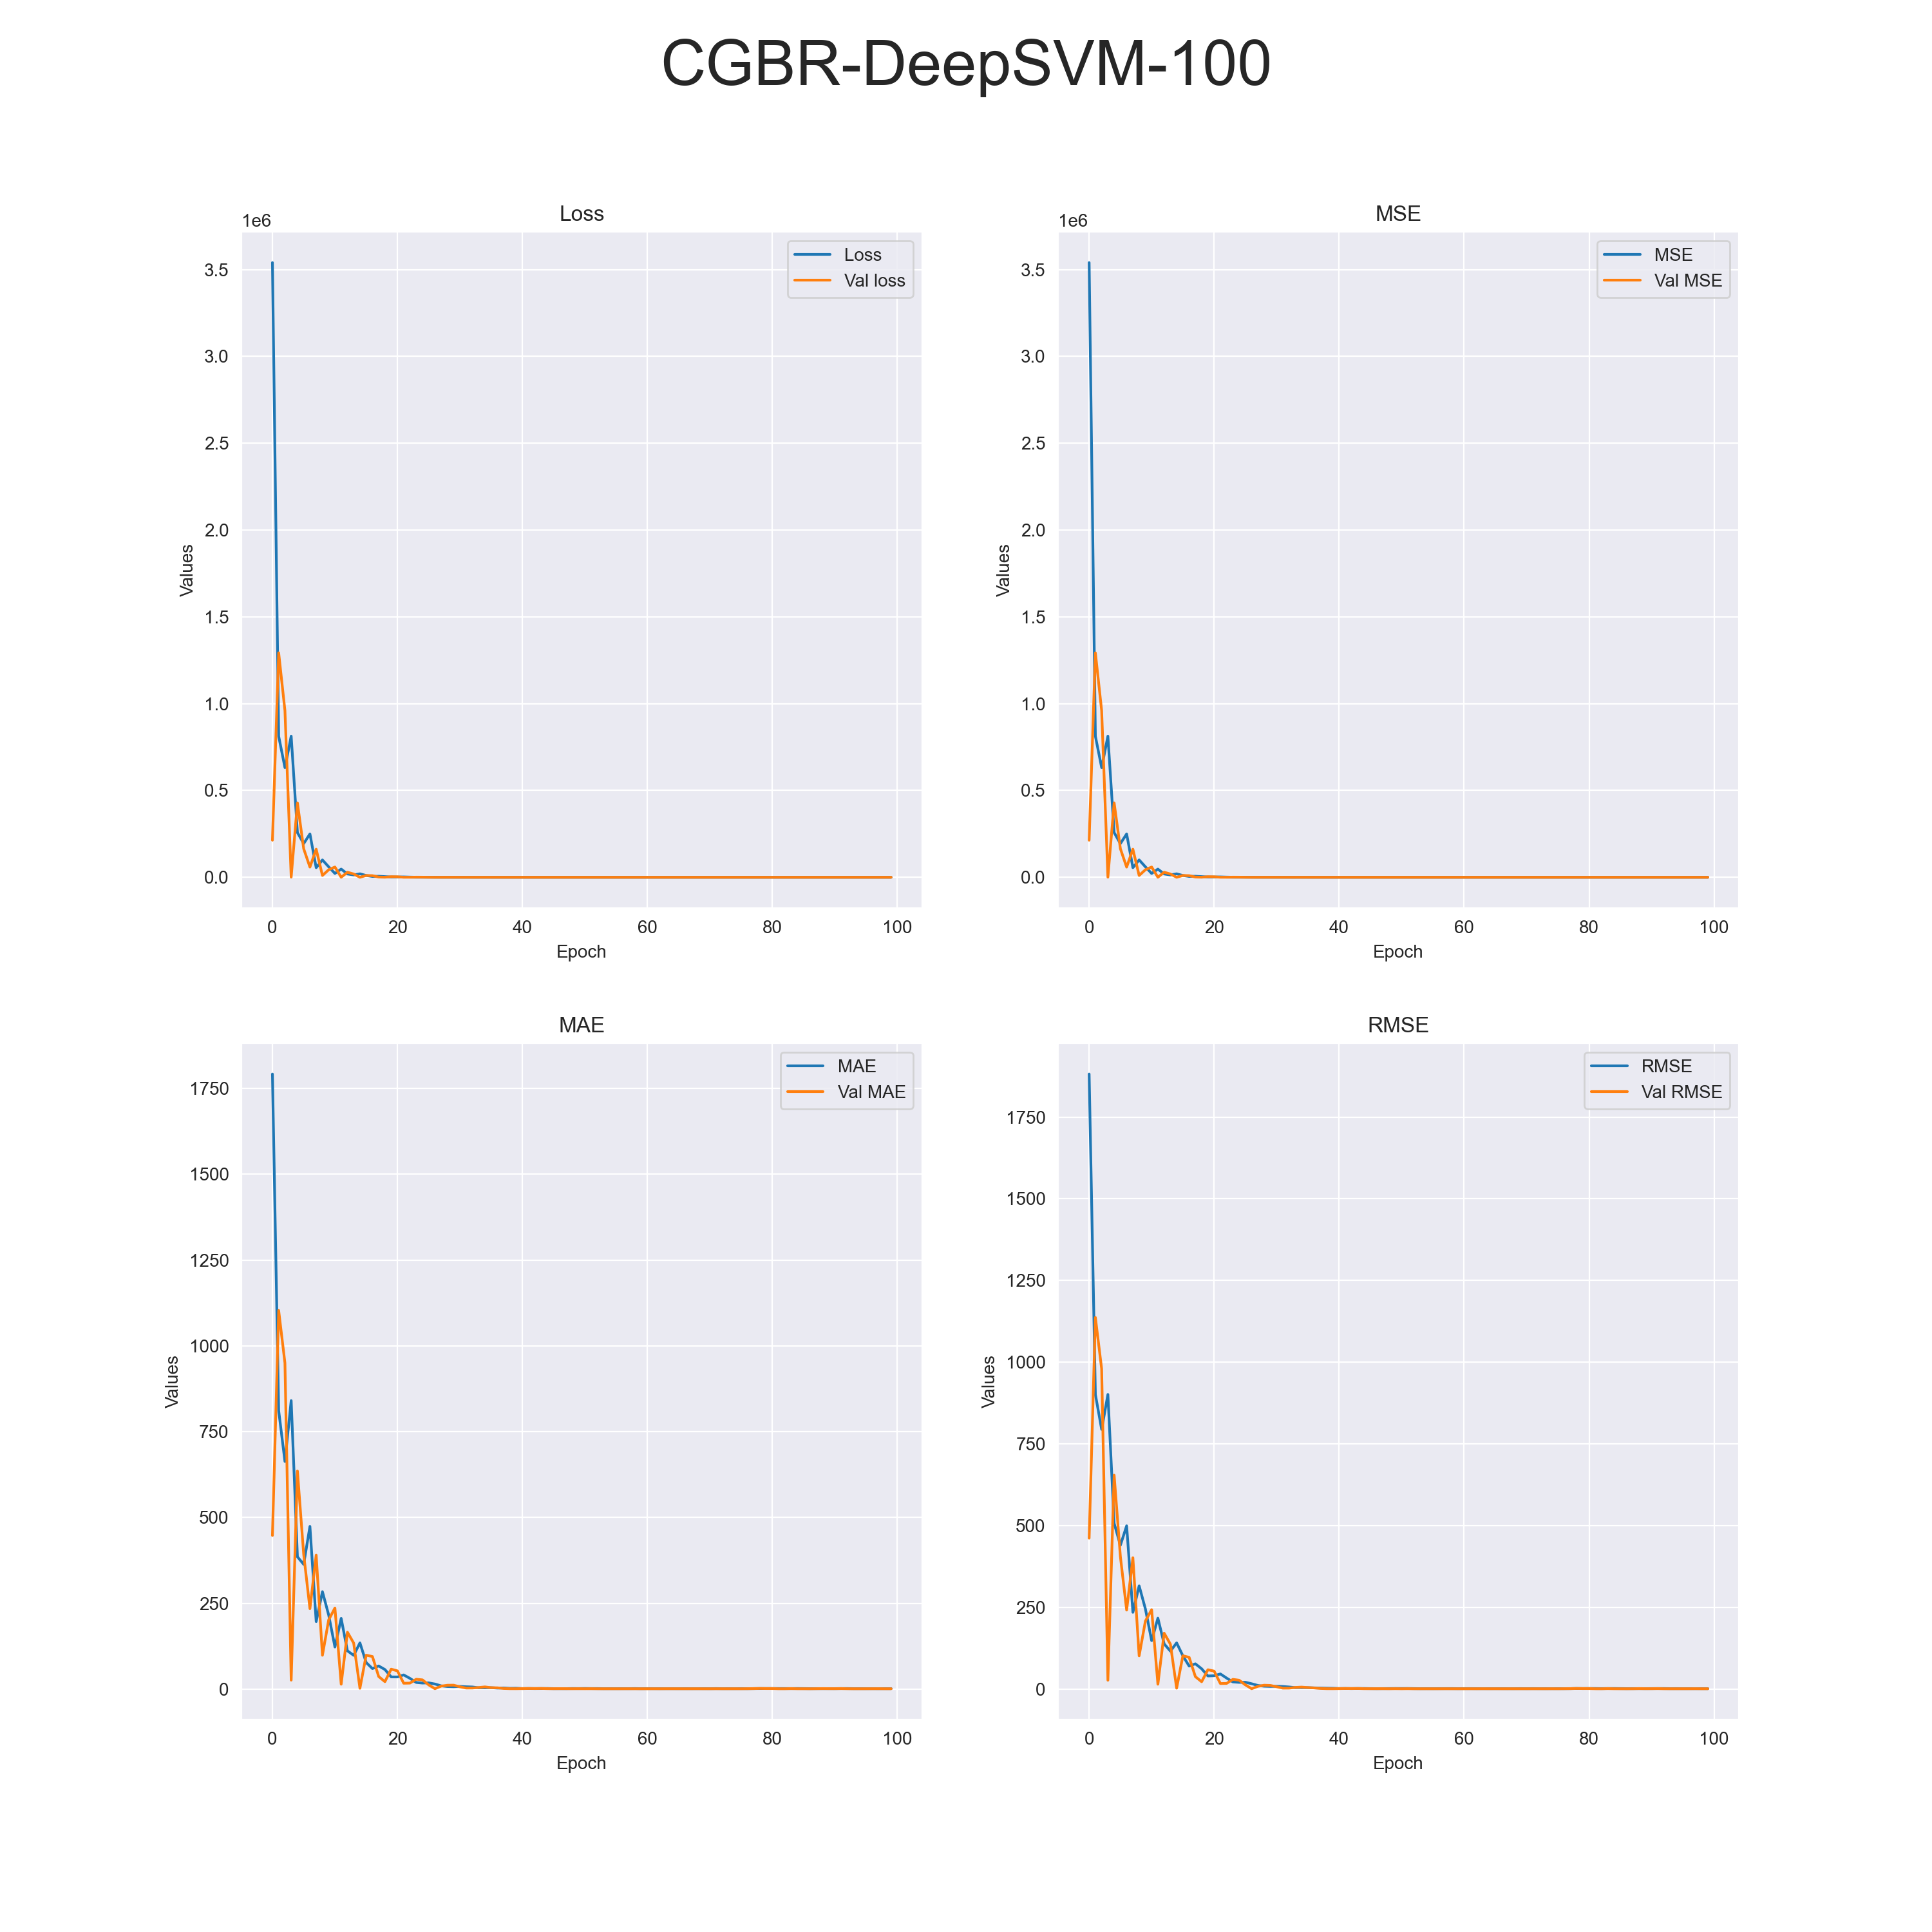 CGBR-DeepSVM-100
Loss
1e6
Loss
Val loss
3.5
3.0
2.5
2.0
1.5
1.0
0.5
0.0
Values
0 20 40 60 80 100
Epoch
MSE
1e6
MSE
Val MSE
3.5
3.0
2.5
2.0
1.5
1.0
0.5
0.0
Values
0 20 40 60 80 100
Epoch
MAE
MAE
Val MAE
1750
1500
1250
1000
750
500
250
0
Values
0 20 40 60 80 100
Epoch
RMSE
RMSE
Val RMSE
1750
1500
1250
1000
750
500
250
0
Values
0 20 40 60 80 100
Epoch